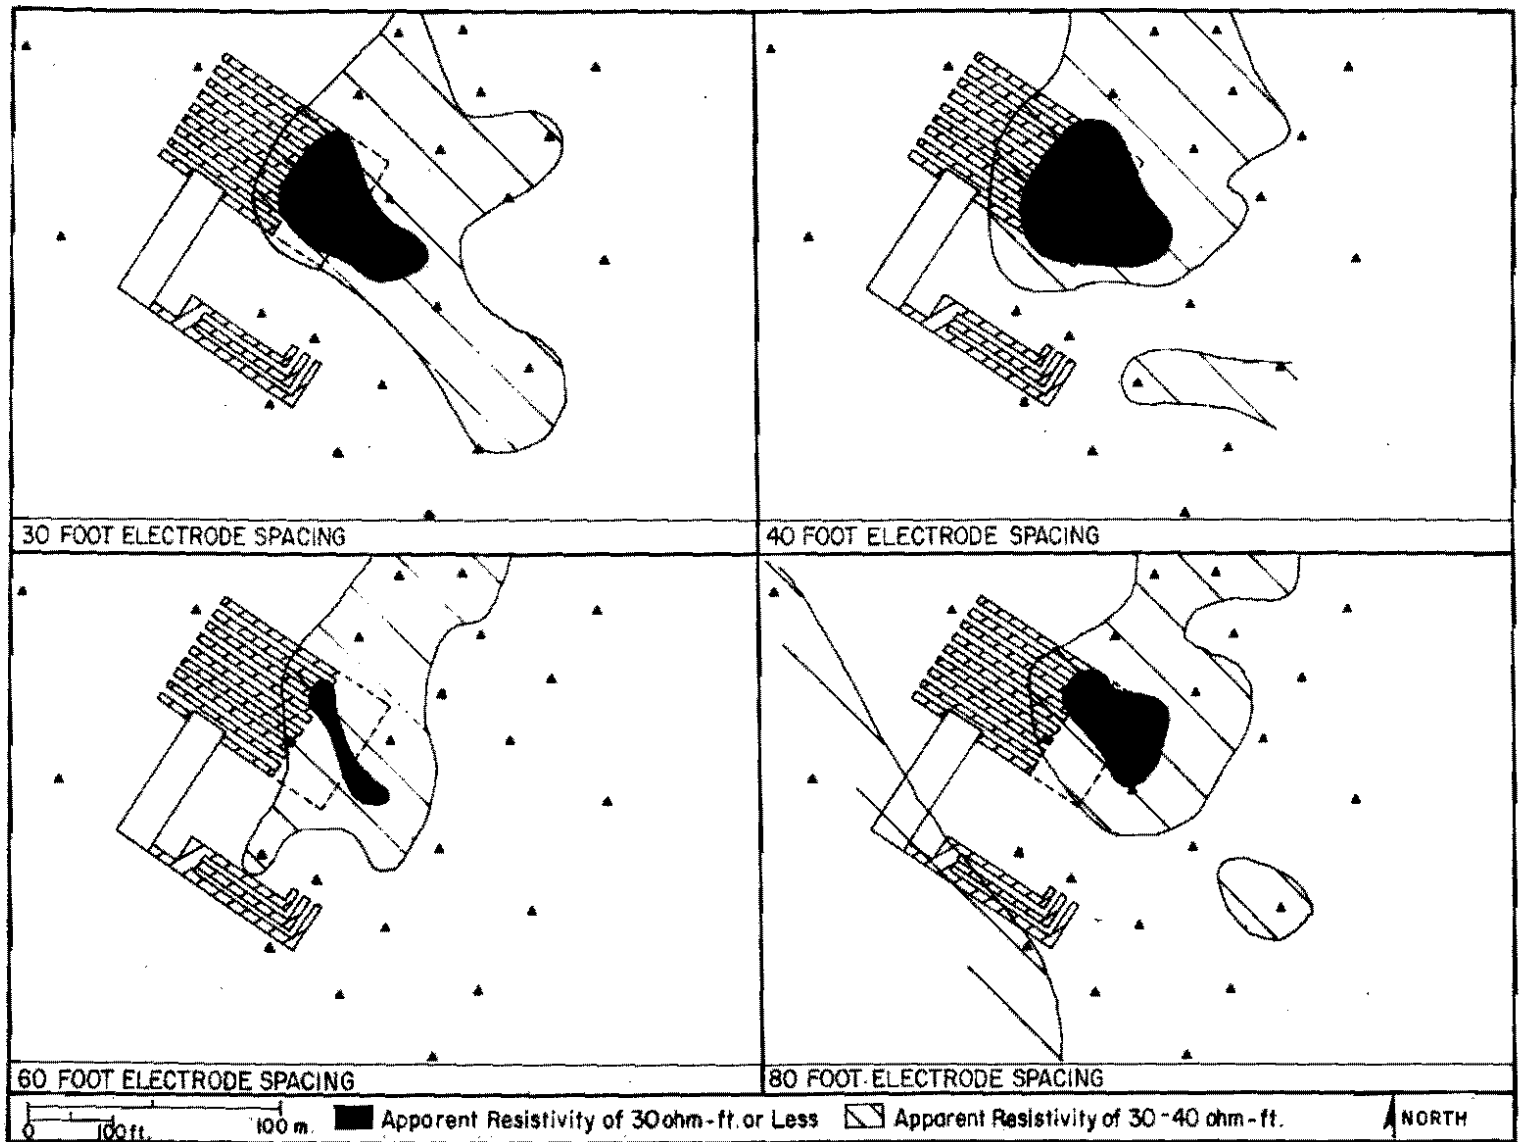 30 FOOT ELECTRODE SPACING
40 FOOT ELECTRODE SPACING
60 FOOT ELECTRODE SPACING
80 FOOT ELECTRODE SPACING
0 100 ft. 100 m.
Apparent Resistivity of 30 ohm-ft. or Less
Apparent Resistivity of 30-40 ohm-ft.
NORTH